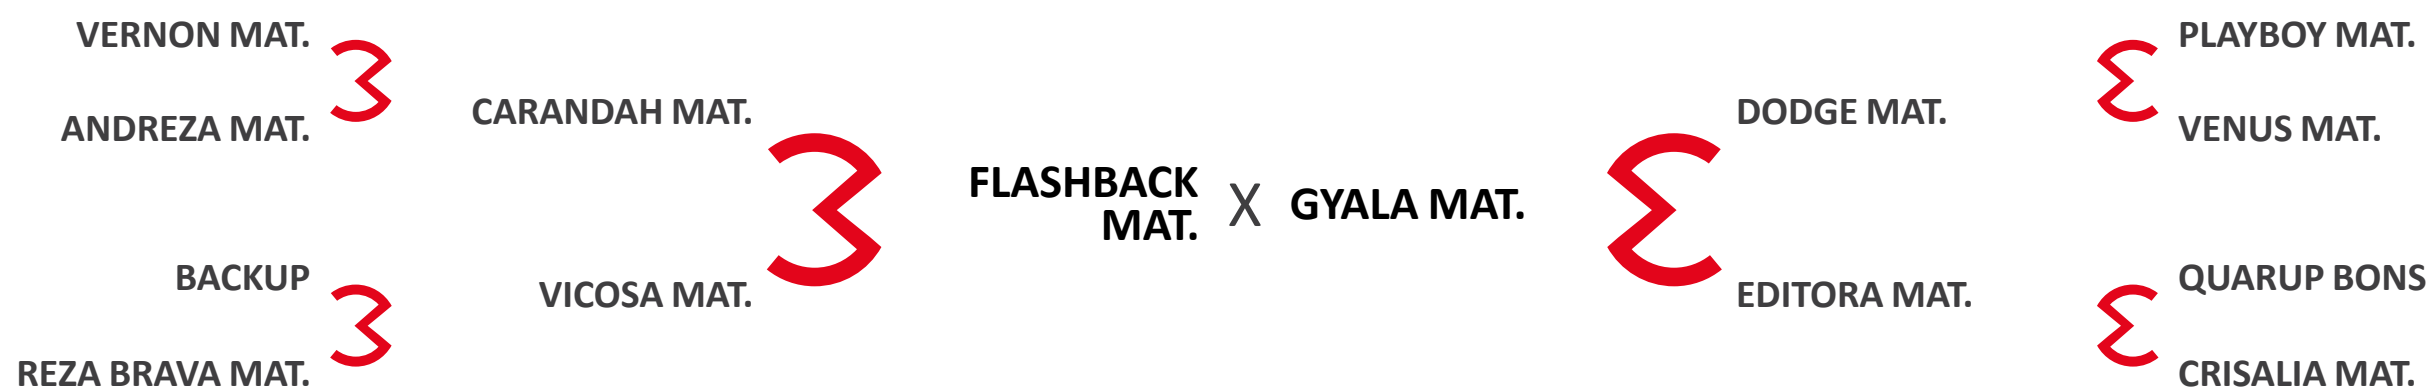 VERNON MAT.
ANDREZA MAT.
CARANDAH MAT.
BACKUP
REZA BRAVA MAT.
VICOSA MAT.
FLASHBACK
MAT.
X
GYALA MAT.
DODGE MAT.
EDITORA MAT.
PLAYBOY MAT.
VENUS MAT.
QUARUP BONS
CRISALIA MAT.